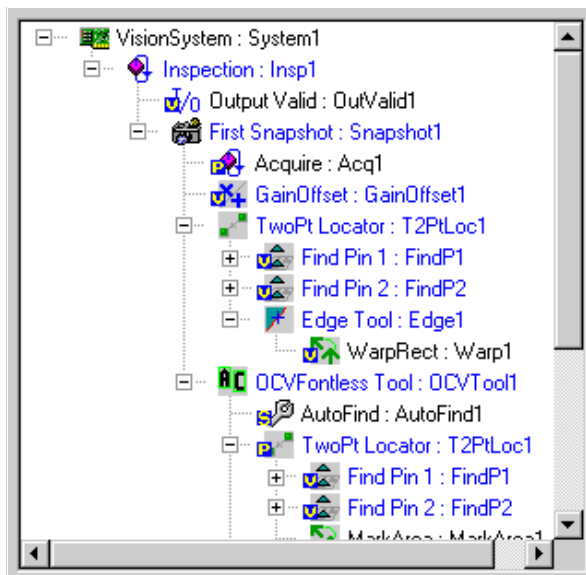 VisionSystem : System1
Inspection : Insp1
Output Valid : OutValid1
First Snapshot : Snapshot1
Acquire : Acq1
GainOffset : GainOffset1
TwoPt Locator : T2PtLoc1
Find Pin 1 : FindP1
Find Pin 2 : FindP2
Edge Tool : Edge1
WarpRect : Warp1
OCVFontless Tool : OCVTool1
AutoFind : AutoFind1
TwoPt Locator : T2PtLoc1
Find Pin 1 : FindP1
Find Pin 2 : FindP2
MarkArea : MarkArea1